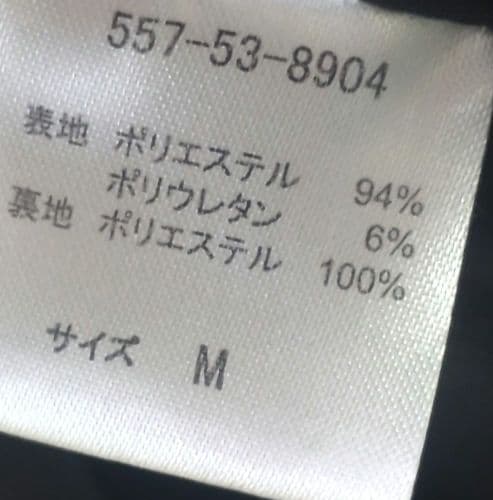 557-53-8904
表地 ポリエステル 94%
ポリウレタン 6%
裏地 ポリエステル 100%
サイズ M